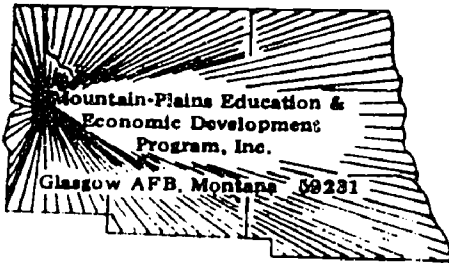 Mountain-Plains Education &
Economic Development
Program, Inc.
Glasgow AFB, Montana 59231